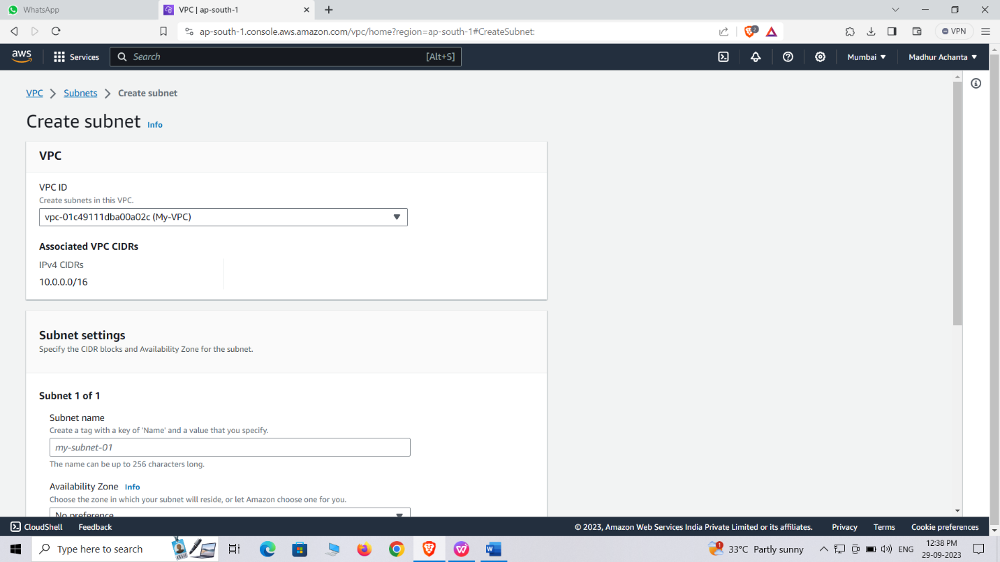 WhatsApp
VPC | ap-south-1
ap-south-1.console.aws.amazon.com/vpc/home?region=ap-south-1#CreateSubnet:
2
VPN
aws
Services
Search
[Alt+S]
Mumbai
Madhur Achanta
VPC
Subnets
Create subnet
Create subnet Info
VPC
VPC ID
Create subnets in this VPC.
vpc-01c49111dba00a02c (My-VPC)
Associated VPC CIDRs
IPv4 CIDRs
10.0.0.0/16
Subnet settings
Specify the CIDR blocks and Availability Zone for the subnet.
Subnet 1 of 1
Subnet name
Create a tag with a key of 'Name' and a value that you specify.
my-subnet-01
The name can be up to 256 characters long.
Availability Zone Info
Choose the zone in which your subnet will reside, or let Amazon choose one for you.
No preference
CloudShell
Feedback
© 2023, Amazon Web Services India Private Limited or its affiliates.
Privacy
Terms
Cookie preferences
Type here to search
1
33°C Partly sunny
ENG
12:38 PM
29-09-2023